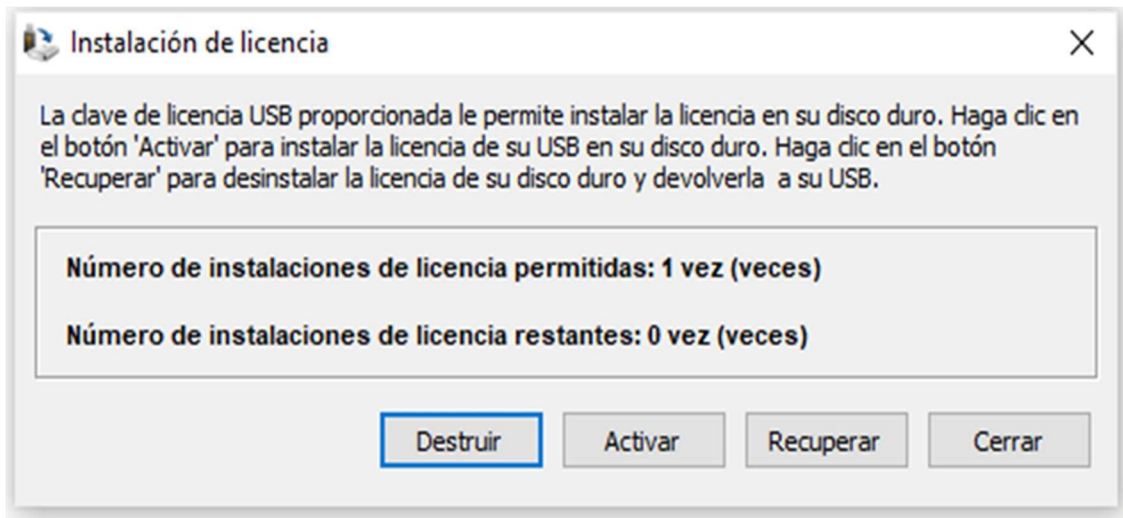 Instalación de licencia
La clave de licencia USB proporcionada le permite instalar la licencia en su disco duro. Haga clic en
el botón 'Activar' para instalar la licencia de su USB en su disco duro. Haga clic en el botón
'Recuperar' para desinstalar la licencia de su disco duro y devolverla  a su USB.
Número de instalaciones de licencia permitidas: 1 vez (veces)
Número de instalaciones de licencia restantes: 0 vez (veces)
Destruir Activar Recuperar Cerrar